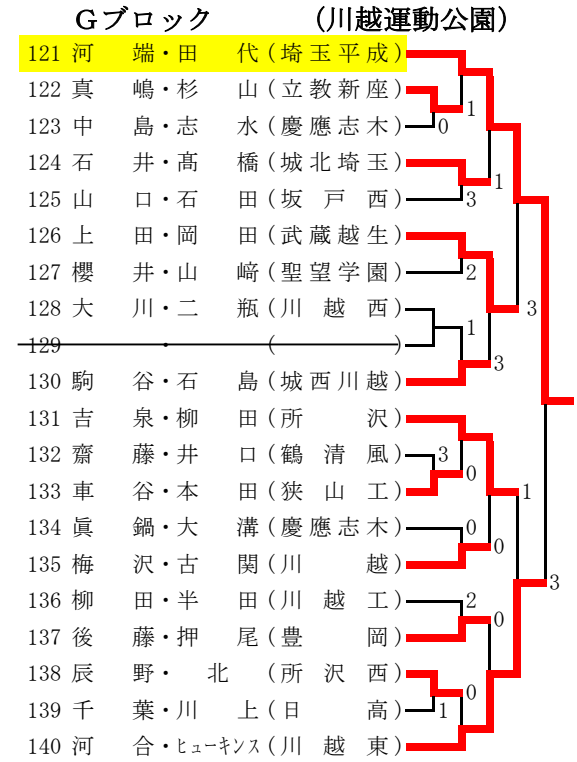 Gブロック　（川越運動公園）
121 河　端・田　代（埼玉平成）
122 真　嶋・杉　山（立教新座） 1
123 中　島・志　水（慶應志木） 0
124 石　井・髙　橋（城北埼玉） 1
125 山　口・石　田（坂戸西） 3
126 上　田・岡　田（武蔵越生）
127 櫻　井・山　﨑（聖望学園） 2
128 大　川・二　瓶（川越西） 1 3
129　・　（　） 3
130 駒　谷・石　島（城西川越）
131 吉　泉・柳　田（所沢）
132 齋　藤・井　口（鶴清風） 3 0
133 車　谷・本　田（狭山工） 1
134 眞　鍋・大　溝（慶應志木） 0 0
135 梅　沢・古　関（川越） 3
136 柳　田・半　田（川越工） 2 0
137 後　藤・押　尾（豊岡）
138 辰　野・　北（所沢西） 0
139 千　葉・川　上（日高） 1
140 河　合・ヒューキンス（川越東）